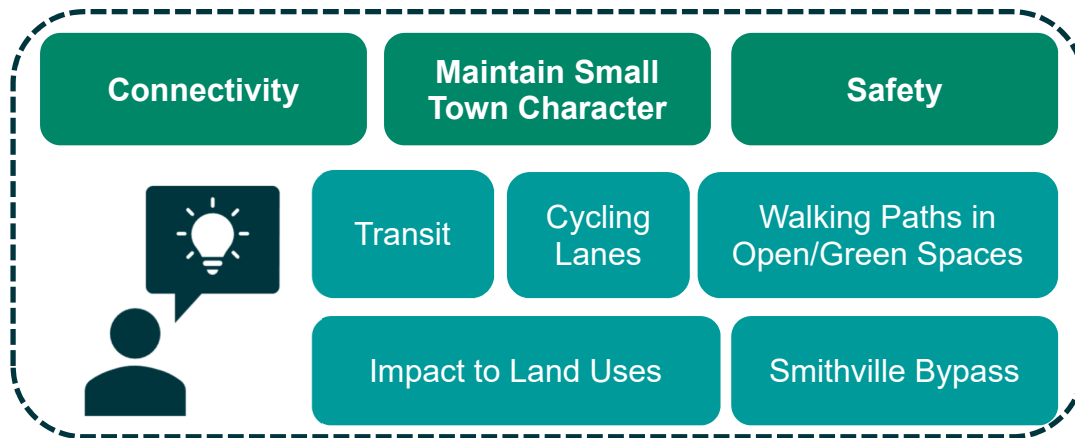 Connectivity
Maintain Small
Town Character
Safety
Transit
Cycling
Lanes
Walking Paths in
Open/Green Spaces
Impact to Land Uses
Smithville Bypass